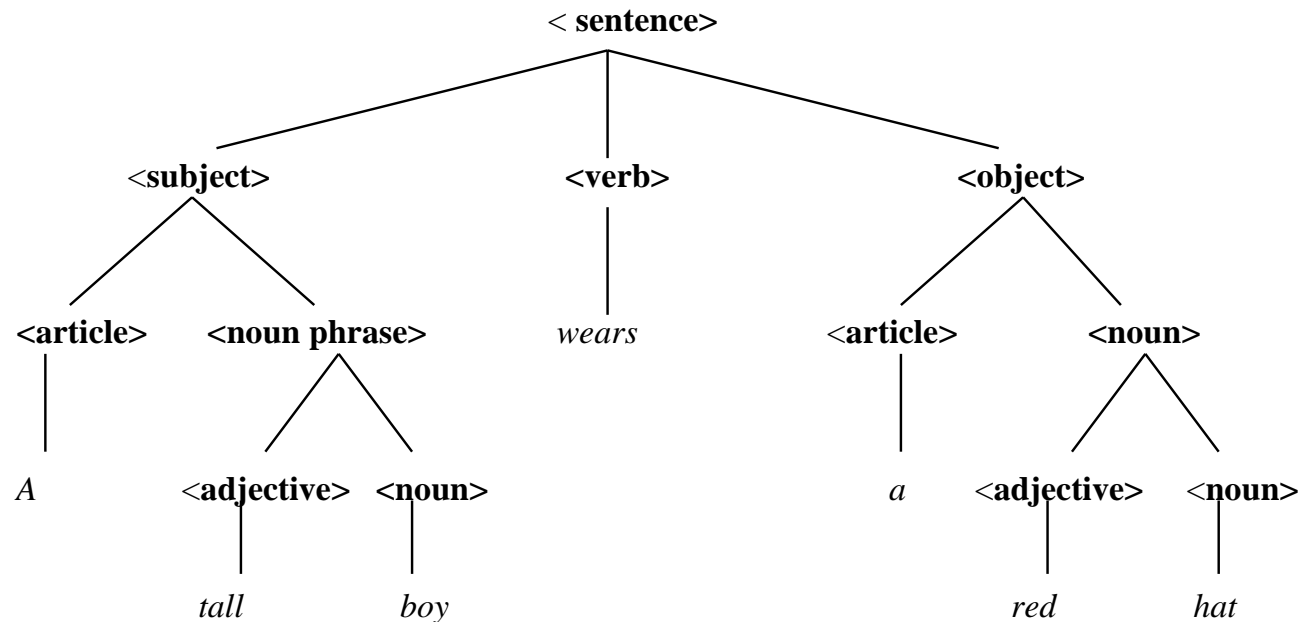 < sentence>
<subject> <verb> <object>
<article> <noun phrase> wears <article> <noun>
A <adjective> <noun> a <adjective> <noun>
tall boy red hat